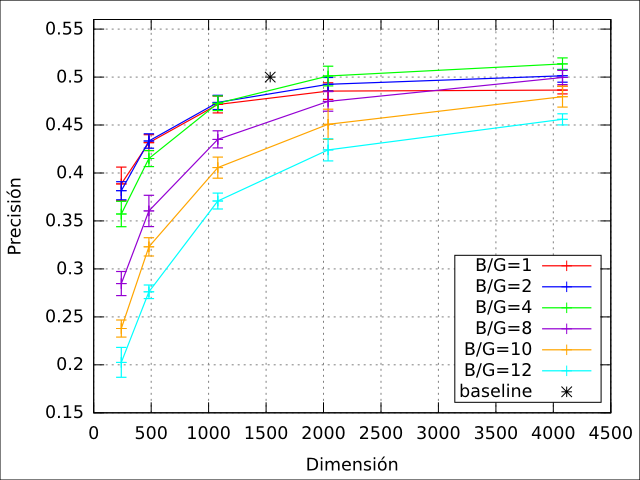 0.55
0.5
0.45
0.4
0.35
0.3
0.25
0.2
0.15
Precisión
B/G=1
B/G=2
B/G=4
B/G=8
B/G=10
B/G=12
baseline
0 500 1000 1500 2000 2500 3000 3500 4000 4500
Dimensión